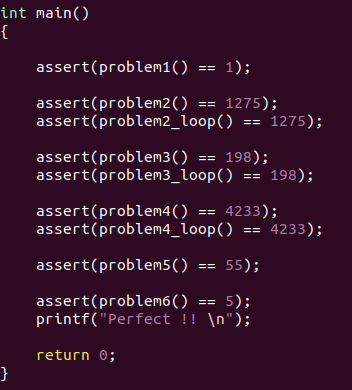 int main()
{
assert(problem1() == 1);
assert(problem2() == 1275);
assert(problem2_loop() == 1275);
assert(problem3() == 198);
assert(problem3_loop() == 198);
assert(problem4() == 4233);
assert(problem4_loop() == 4233);
assert(problem5() == 55);
assert(problem6() == 5);
printf("Perfect !! \n");
return 0;
}